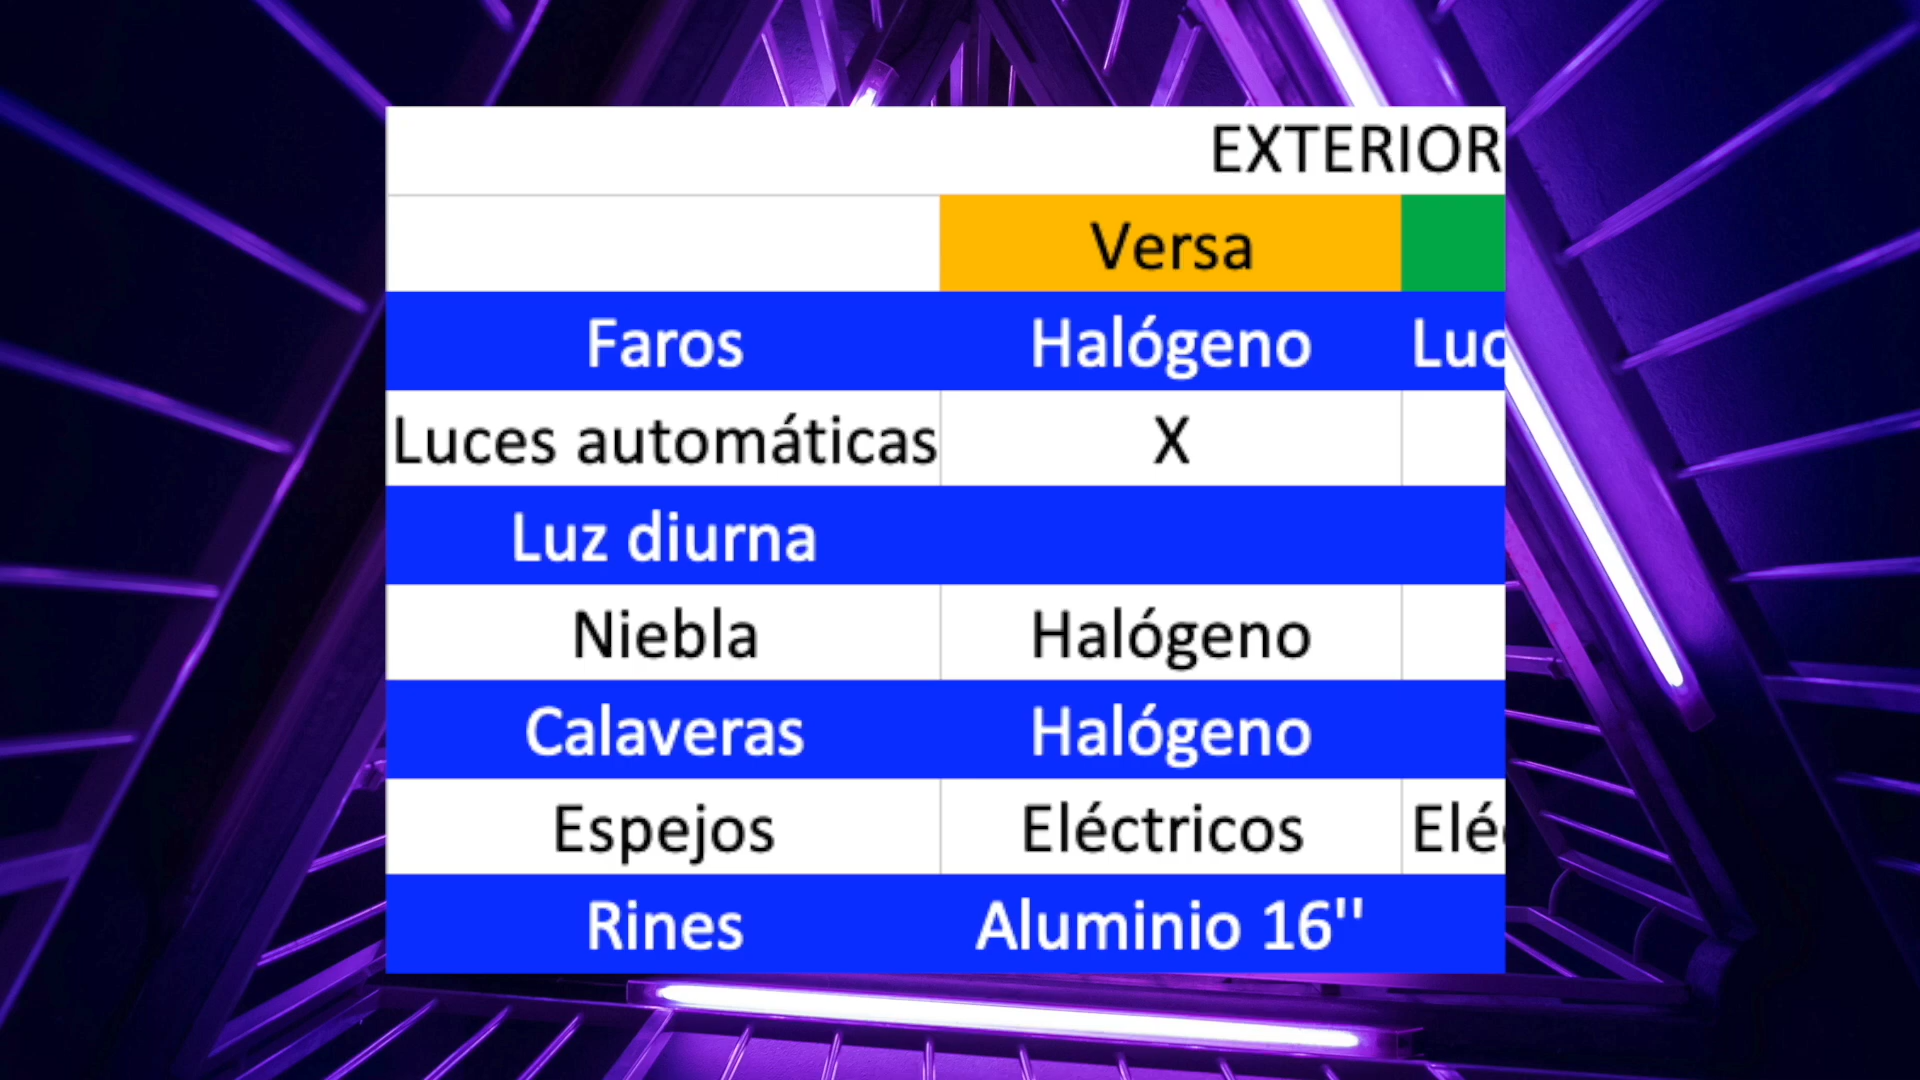 EXTERIOR
Versa
Faros Halógeno
Luces automáticas X
Luz diurna
Niebla Halógeno
Calaveras Halógeno
Espejos Eléctricos
Rines Aluminio 16''